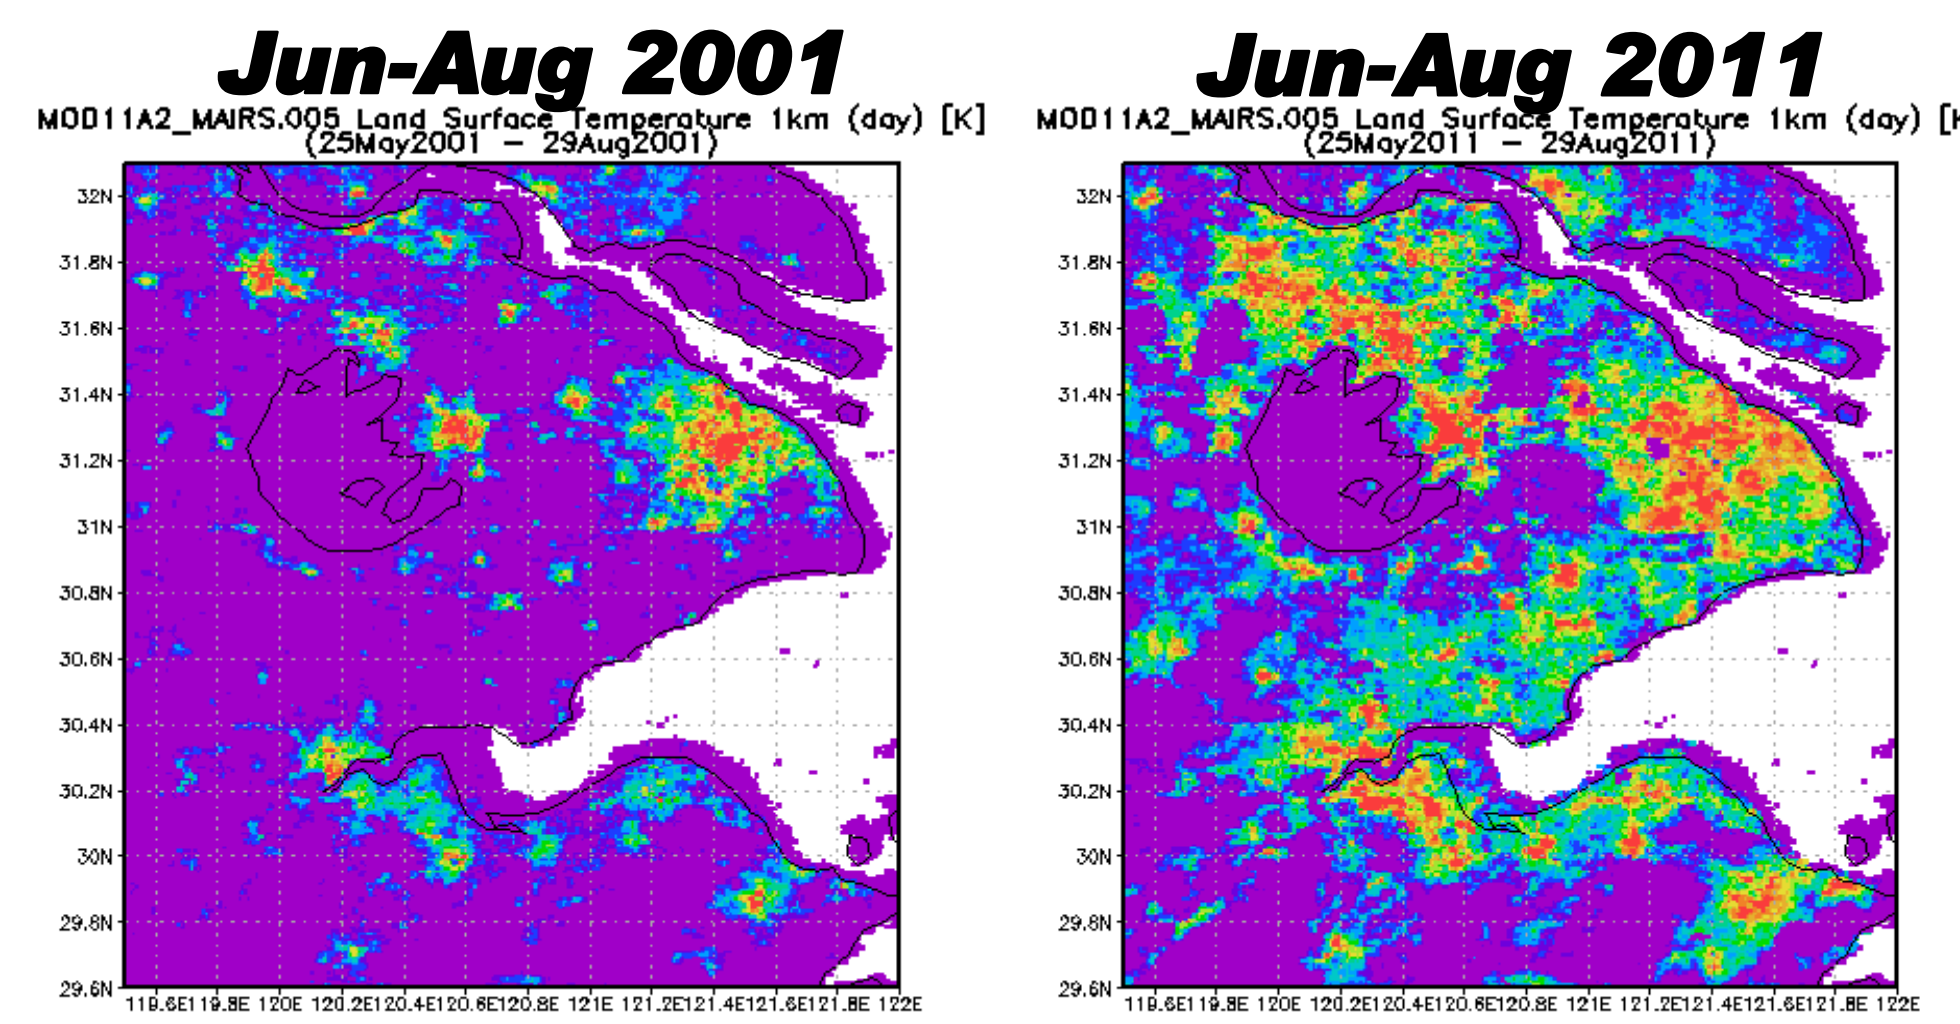 Jun-Aug 2001
MOD11A2_MAIRS.005 Land Surface Temperature 1km (day) [K]
(25May2001 – 29Aug2001)
32N
31.8N
31.6N
31.4N
31.2N
31N
30.8N
30.6N
30.4N
30.2N
30N
29.8N
29.6N
119.6E 119.8E 120E 120.2E 120.4E 120.6E 120.8E 121E 121.2E 121.4E 121.6E 121.8E 122E
Jun-Aug 2011
MOD11A2_MAIRS.005 Land Surface Temperature 1km (day) [K
(25May2011 – 29Aug2011)
32N
31.8N
31.6N
31.4N
31.2N
31N
30.8N
30.6N
30.4N
30.2N
30N
29.8N
29.6N
119.6E 119.8E 120E 120.2E 120.4E 120.6E 120.8E 121E 121.2E 121.4E 121.6E 121.8E 122E